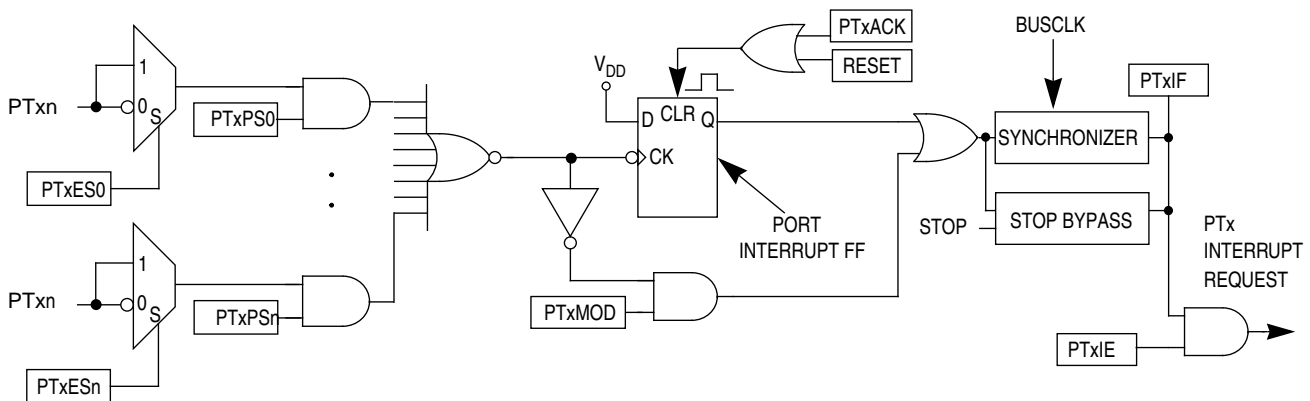 PTxn
1
0
S
PTxES0
PTxPS0
PTxn
1
0
S
PTxESn
PTxPSn
VDD
D
CLR
Q
CK
PTxACK
RESET
PORT
INTERRUPT FF
PTxMOD
BUSCLK
SYNCHRONIZER
STOP
STOP BYPASS
PTxIF
PTx
INTERRUPT
REQUEST
PTxIE